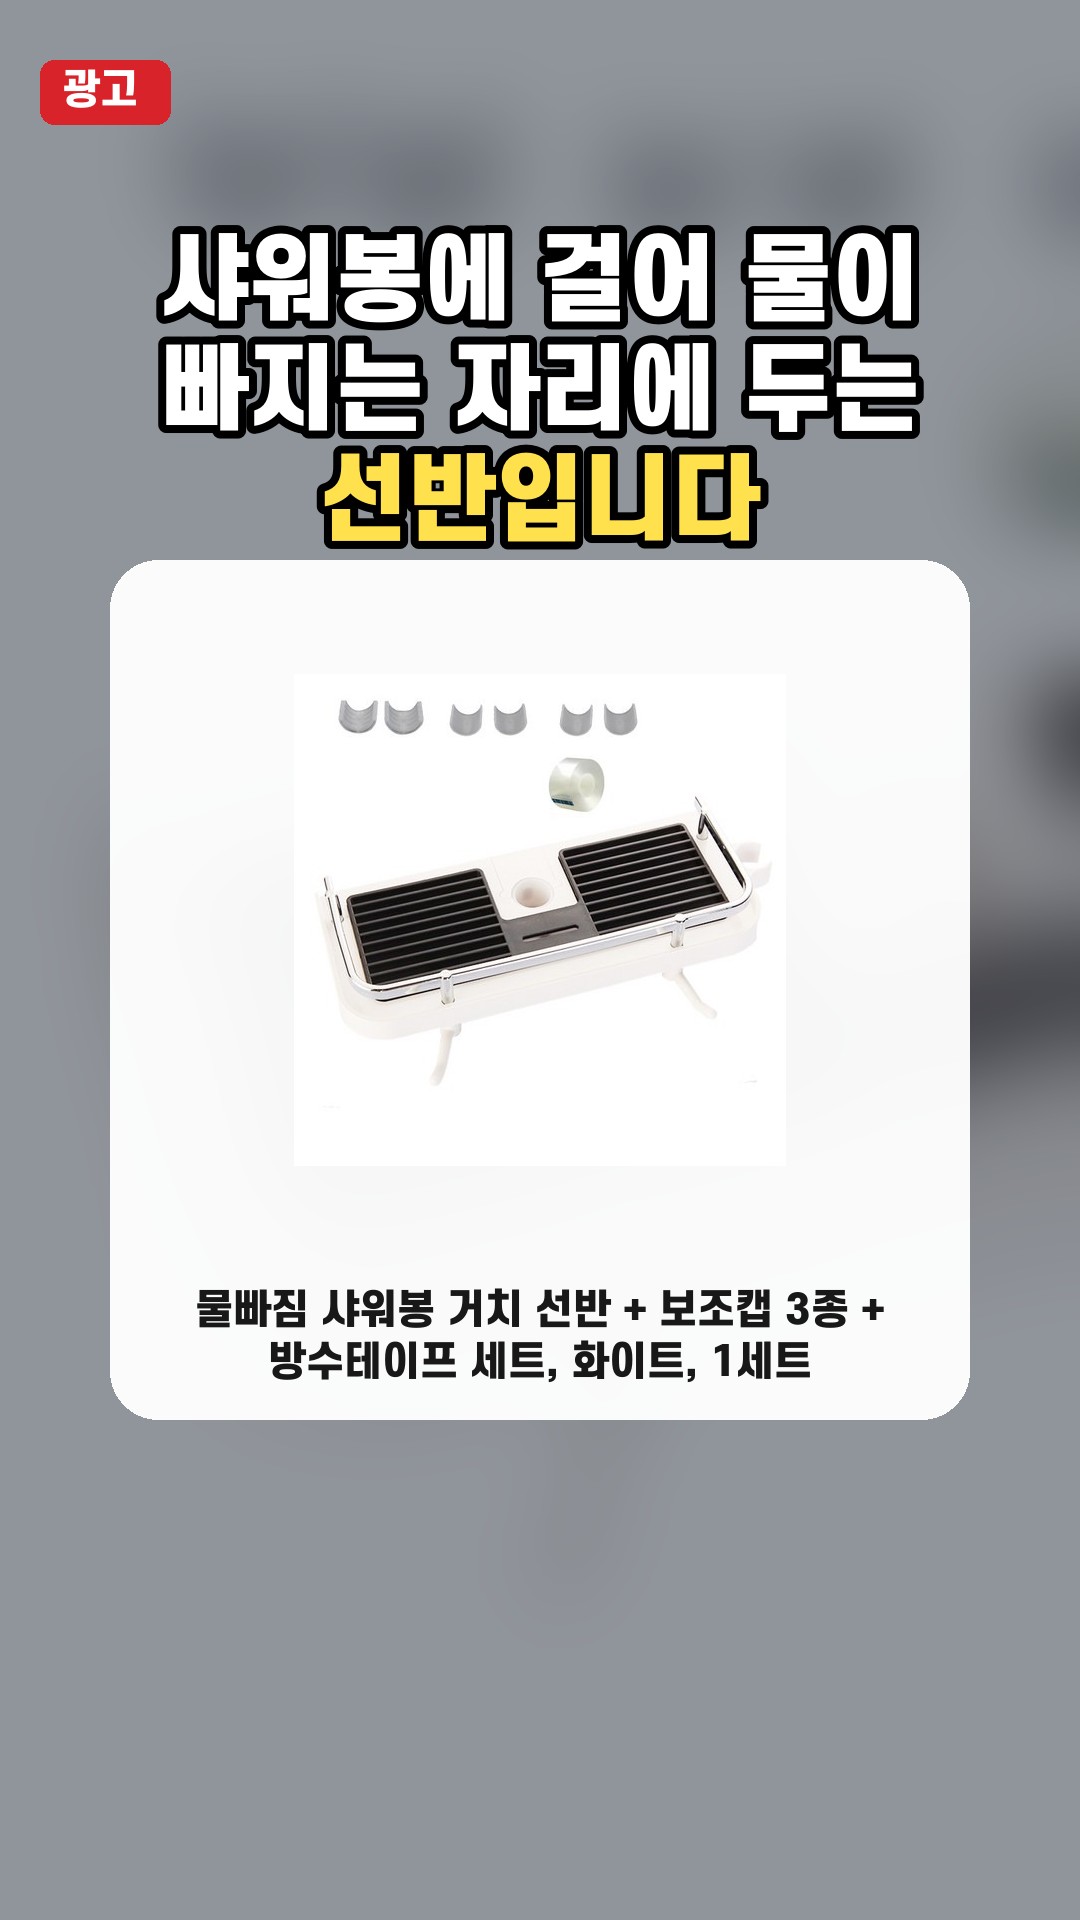 광고
샤워봉에 걸어 물이
빠지는 자리에 두는
선반입니다
물빠짐 샤워봉 거치 선반 + 보조캡 3종 +
방수테이프 세트, 화이트, 1세트